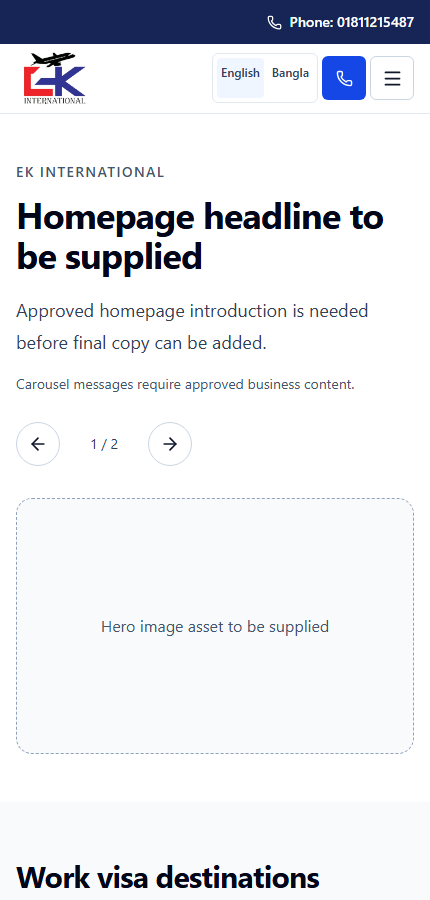 Phone: 01811215487
EK
INTERNATIONAL
English Bangla
EK INTERNATIONAL
Homepage headline to
be supplied
Approved homepage introduction is needed
before final copy can be added.
Carousel messages require approved business content.
1 / 2
Hero image asset to be supplied
Work visa destinations